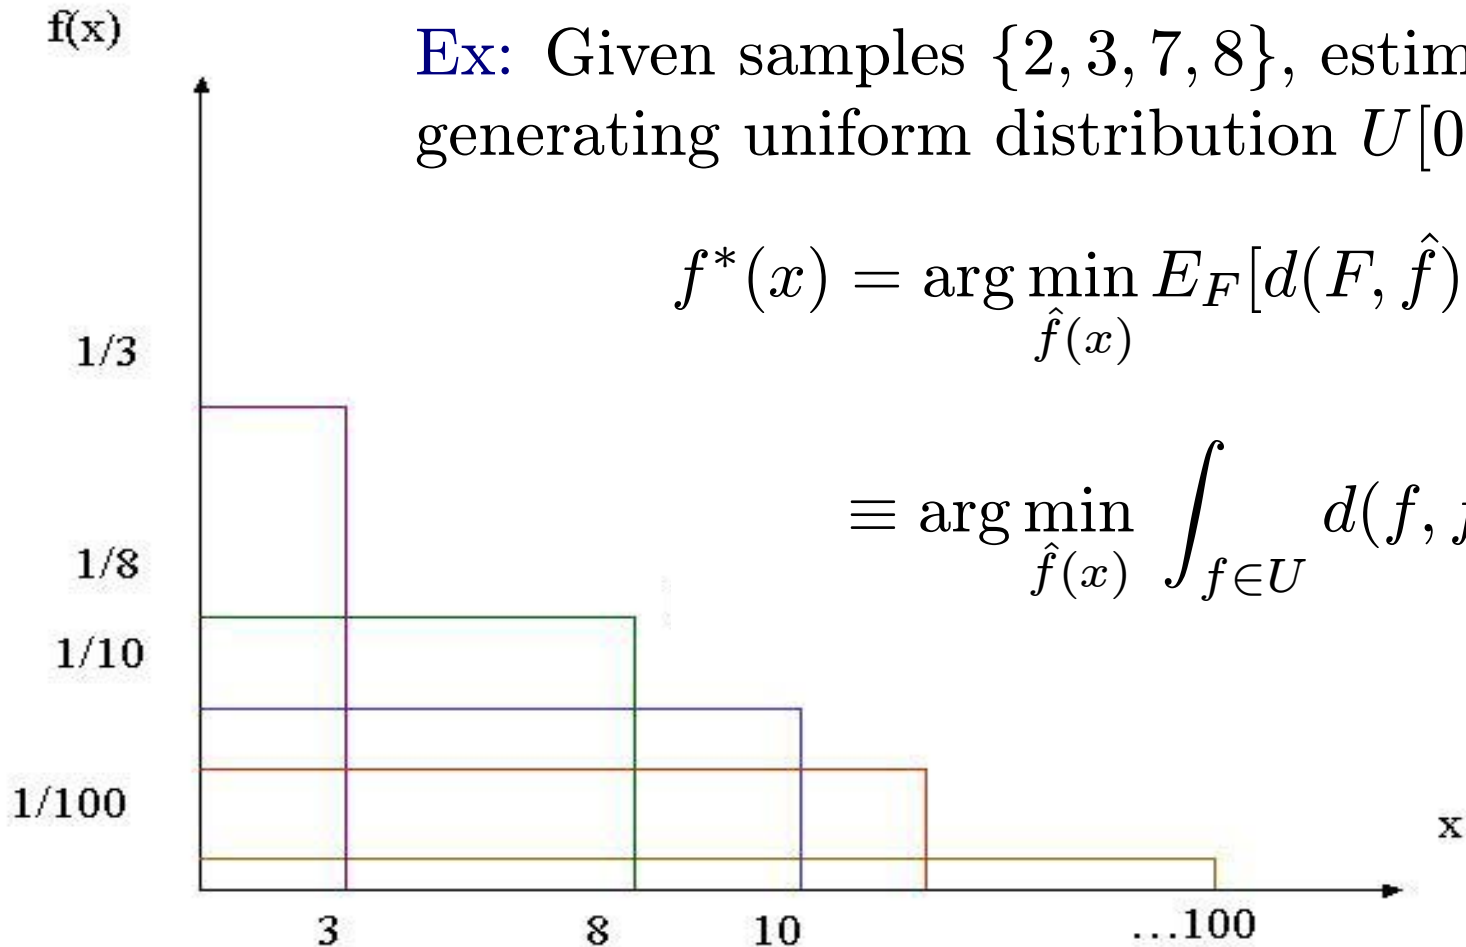 f(x)
Ex: Given samples {2, 3, 7, 8}, estim
generating uniform distribution U[0
f*(x) = arg min E_F[d(F, f̂)
f̂(x)
≡ arg min ∫ d(f, f
f̂(x) f∈U
1/3
1/8
1/10
1/100
x
3 8 10 ...100